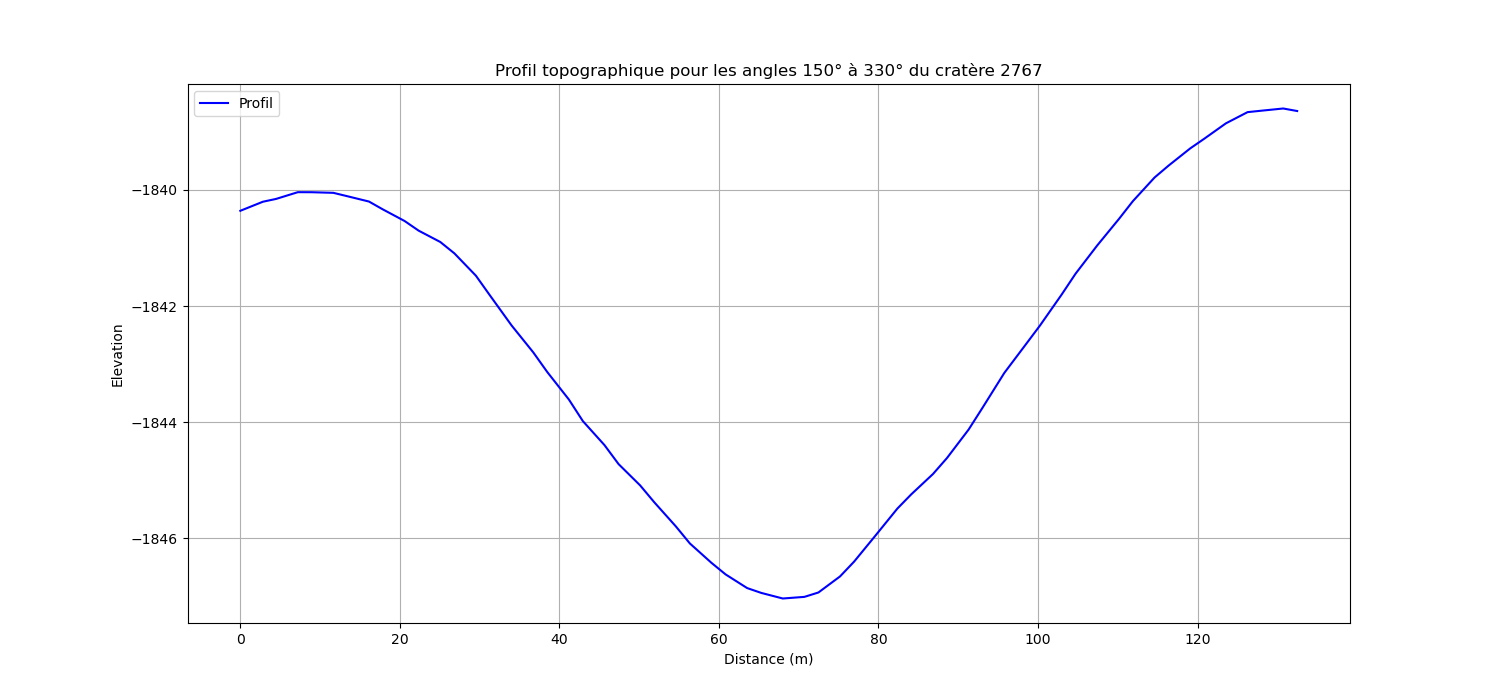 Profil topographique pour les angles 150° à 330° du cratère 2767
Profil
−1840
−1842
−1844
−1846
Elevation
0 20 40 60 80 100 120
Distance (m)